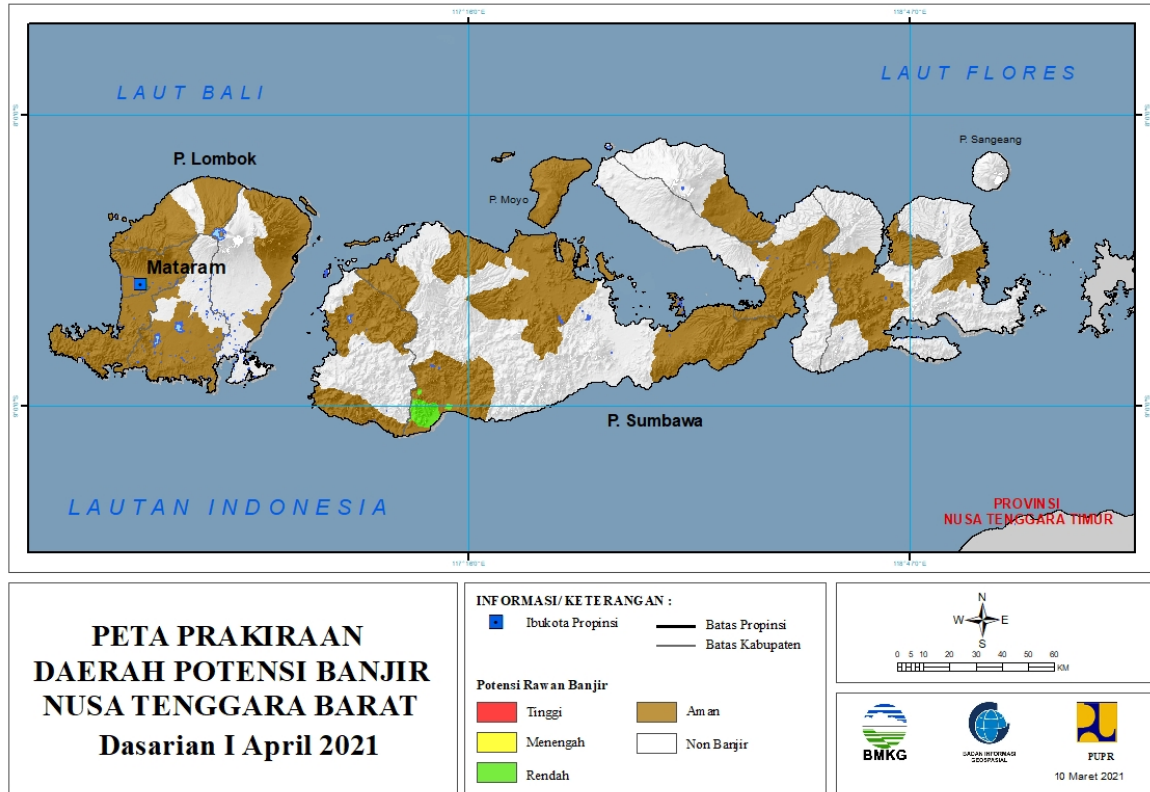 LAUT BALI
LAUT FLORES
P. Sangeang
P. Lombok
P. Moyo
Mataram
P. Sumbawa
LAUTAN INDONESIA
PROVINSI
NUSA TENGGARA TIMUR
PETA PRAKIRAAN
DAERAH POTENSI BANJIR
NUSA TENGGARA BARAT
Dasarian I April 2021
INFORMASI/ KETERANGAN :
Ibukota Propinsi
Batas Propinsi
Batas Kabupaten
Potensi Rawan Banjir
Tinggi
Aman
Menengah
Non Banjir
Rendah
N
W E
S
0 5 10 20 30 40 50 60
KM
BMKG
BADAN INFORMASI
GEOSPASIAL
PUPR
10 Maret 2021